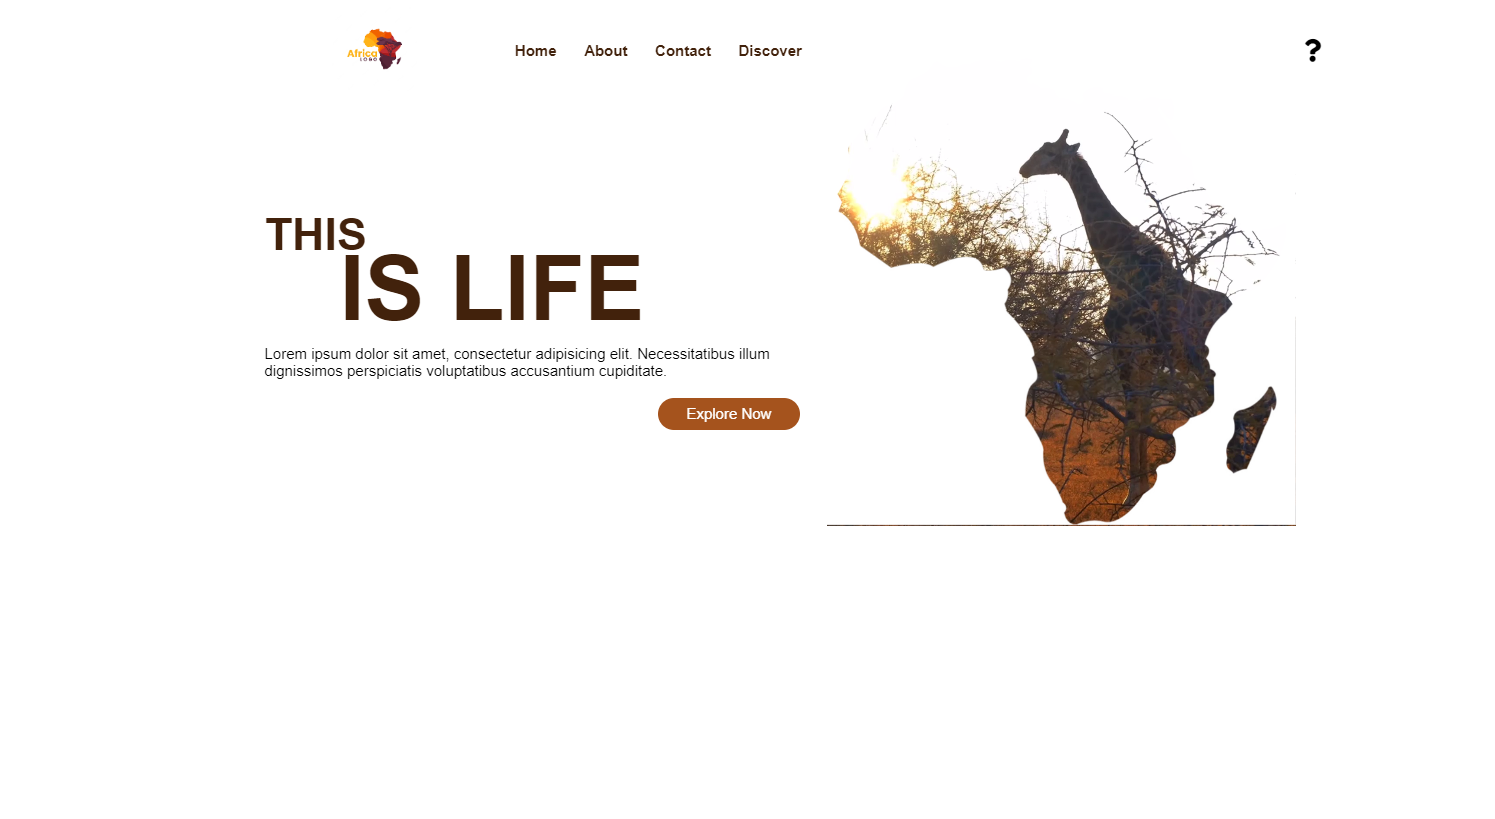 Africa
LOGO
Home About Contact Discover
?
THIS
IS LIFE
Lorem ipsum dolor sit amet, consectetur adipisicing elit. Necessitatibus illum
dignissimos perspiciatis voluptatibus accusantium cupiditate.
Explore Now